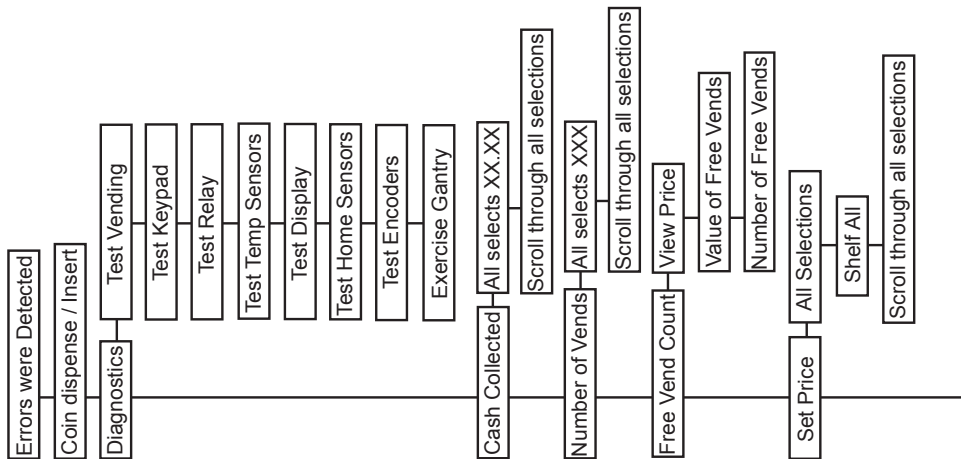 Errors were Detected
Coin dispense / Insert
Diagnostics
Test Vending
Test Keypad
Test Relay
Test Temp Sensors
Test Display
Test Home Sensors
Test Encoders
Exercise Gantry
Cash Collected
All selects XX.XX
Scroll through all selections
Number of Vends
All selects XXX
Scroll through all selections
Free Vend Count
View Price
Value of Free Vends
Number of Free Vends
Set Price
All Selections
Shelf All
Scroll through all selections